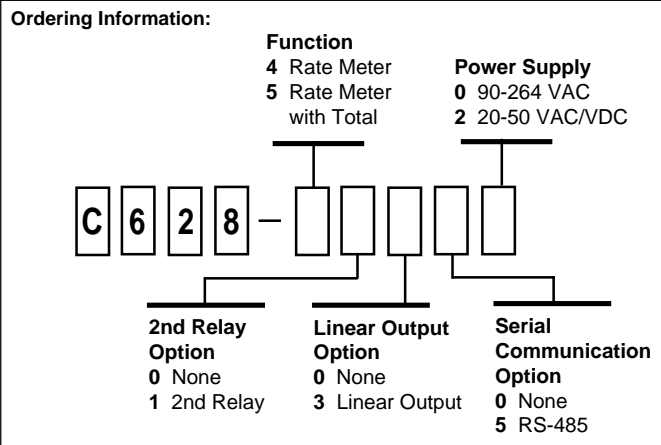 Ordering Information:
Function
4 Rate Meter
5 Rate Meter
with Total
Power Supply
0 90-264 VAC
2 20-50 VAC/VDC
C 6 2 8 –
2nd Relay
Option
0 None
1 2nd Relay
Linear Output
Option
0 None
3 Linear Output
Serial
Communication
Option
0 None
5 RS-485